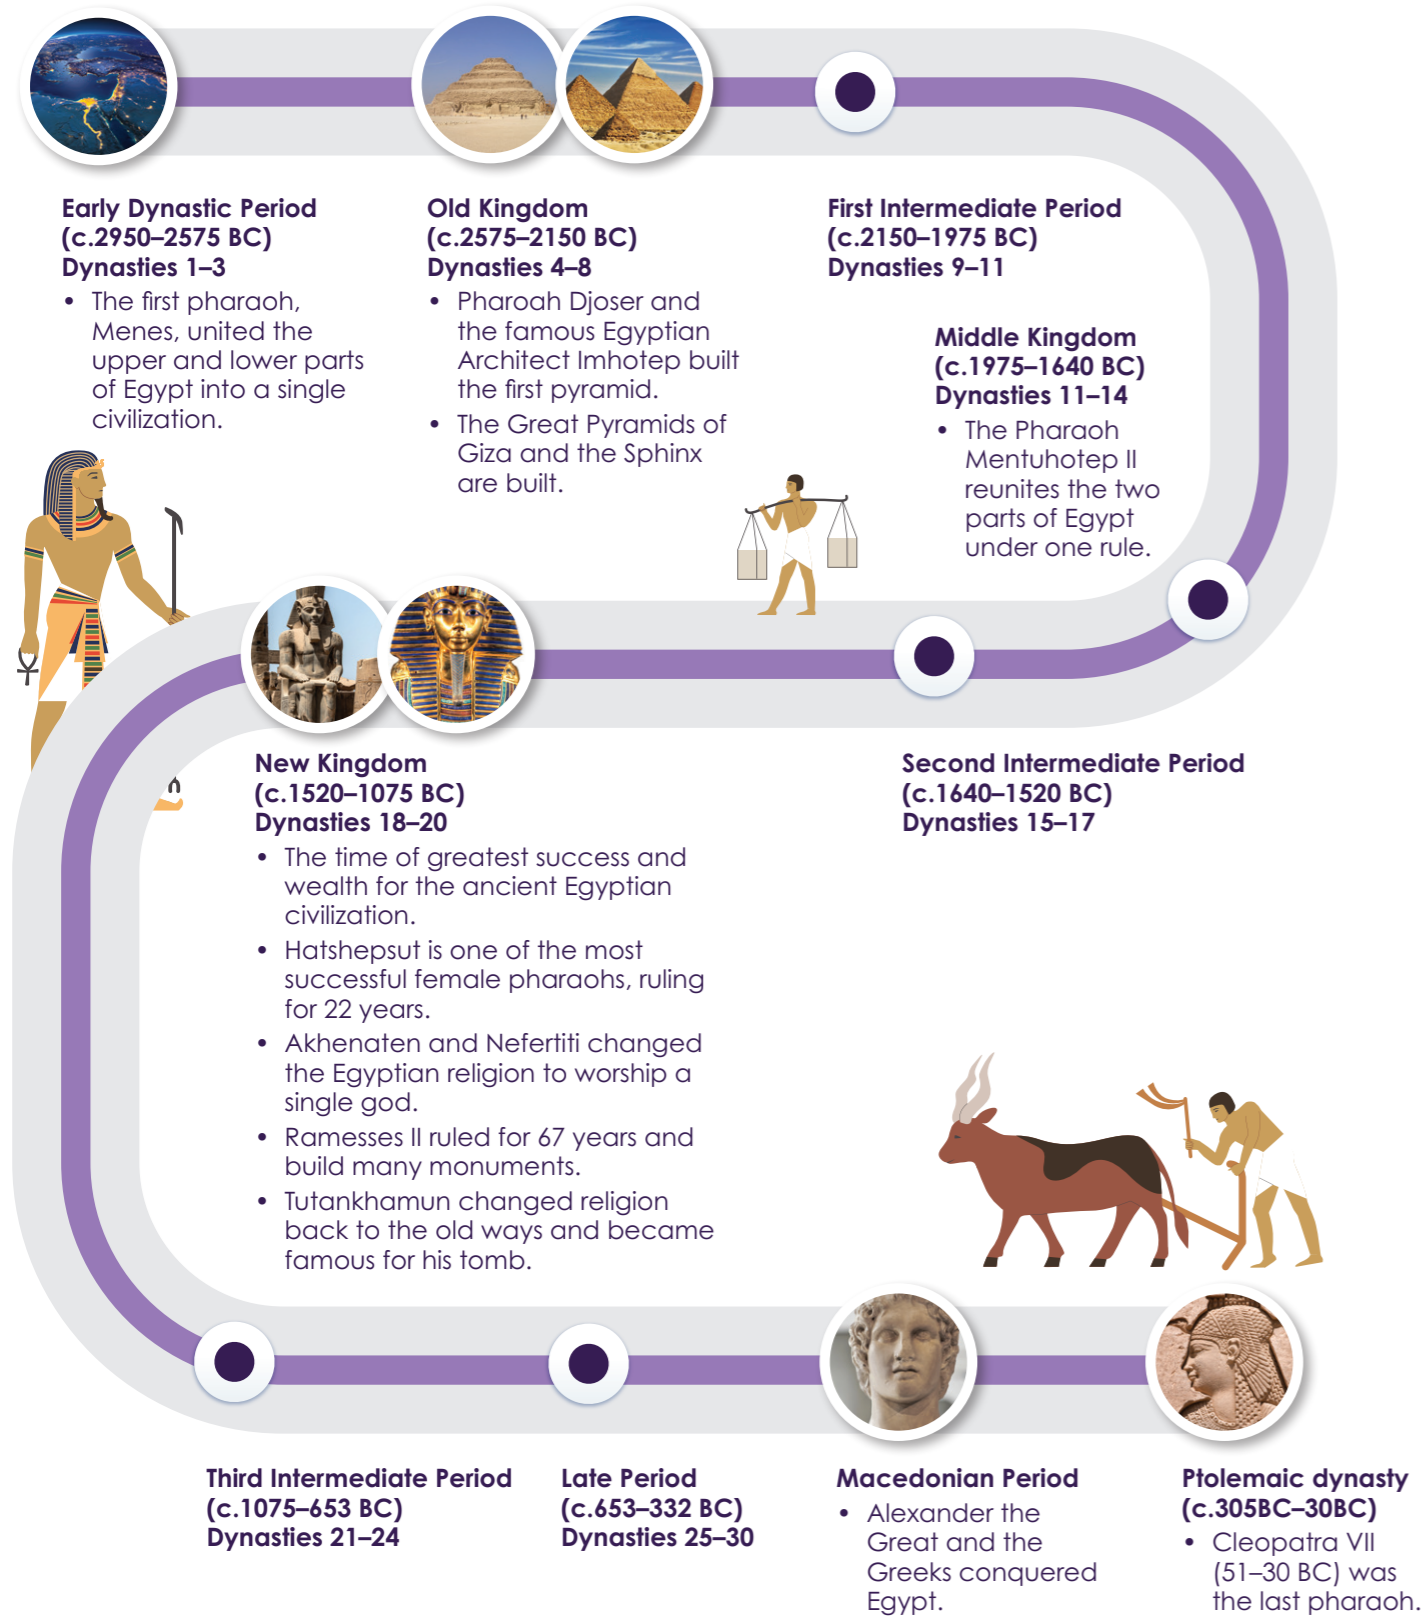 Early Dynastic Period
(c.2950–2575 BC)
Dynasties 1–3
• The first pharaoh,
Menes, united the
upper and lower parts
of Egypt into a single
civilization.
Old Kingdom
(c.2575–2150 BC)
Dynasties 4–8
• Pharoah Djoser and
the famous Egyptian
Architect Imhotep built
the first pyramid.
• The Great Pyramids of
Giza and the Sphinx
are built.
First Intermediate Period
(c.2150–1975 BC)
Dynasties 9–11
Middle Kingdom
(c.1975–1640 BC)
Dynasties 11–14
• The Pharaoh
Mentuhotep II
reunites the two
parts of Egypt
under one rule.
Second Intermediate Period
(c.1640–1520 BC)
Dynasties 15–17
New Kingdom
(c.1520–1075 BC)
Dynasties 18–20
• The time of greatest success and
wealth for the ancient Egyptian
civilization.
• Hatshepsut is one of the most
successful female pharaohs, ruling
for 22 years.
• Akhenaten and Nefertiti changed
the Egyptian religion to worship a
single god.
• Ramesses II ruled for 67 years and
build many monuments.
• Tutankhamun changed religion
back to the old ways and became
famous for his tomb.
Third Intermediate Period
(c.1075–653 BC)
Dynasties 21–24
Late Period
(c.653–332 BC)
Dynasties 25–30
Macedonian Period
• Alexander the
Great and the
Greeks conquered
Egypt.
Ptolemaic dynasty
(c.305BC–30BC)
• Cleopatra VII
(51–30 BC) was
the last pharaoh.